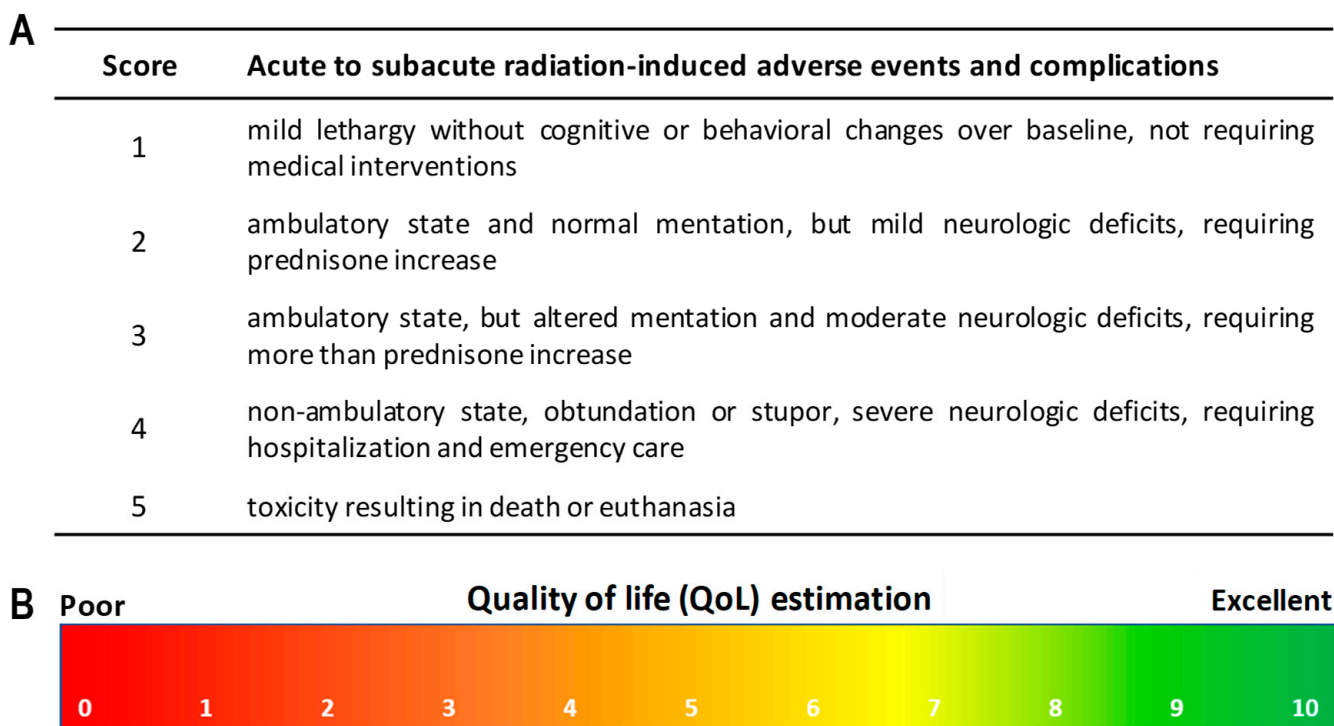 A
Score Acute to subacute radiation-induced adverse events and complications
1 mild lethargy without cognitive or behavioral changes over baseline, not requiring
medical interventions
2 ambulatory state and normal mentation, but mild neurologic deficits, requiring
prednisone increase
3 ambulatory state, but altered mentation and moderate neurologic deficits, requiring
more than prednisone increase
4 non-ambulatory state, obtundation or stupor, severe neurologic deficits, requiring
hospitalization and emergency care
5 toxicity resulting in death or euthanasia
B Poor Quality of life (QoL) estimation Excellent
0 1 2 3 4 5 6 7 8 9 10